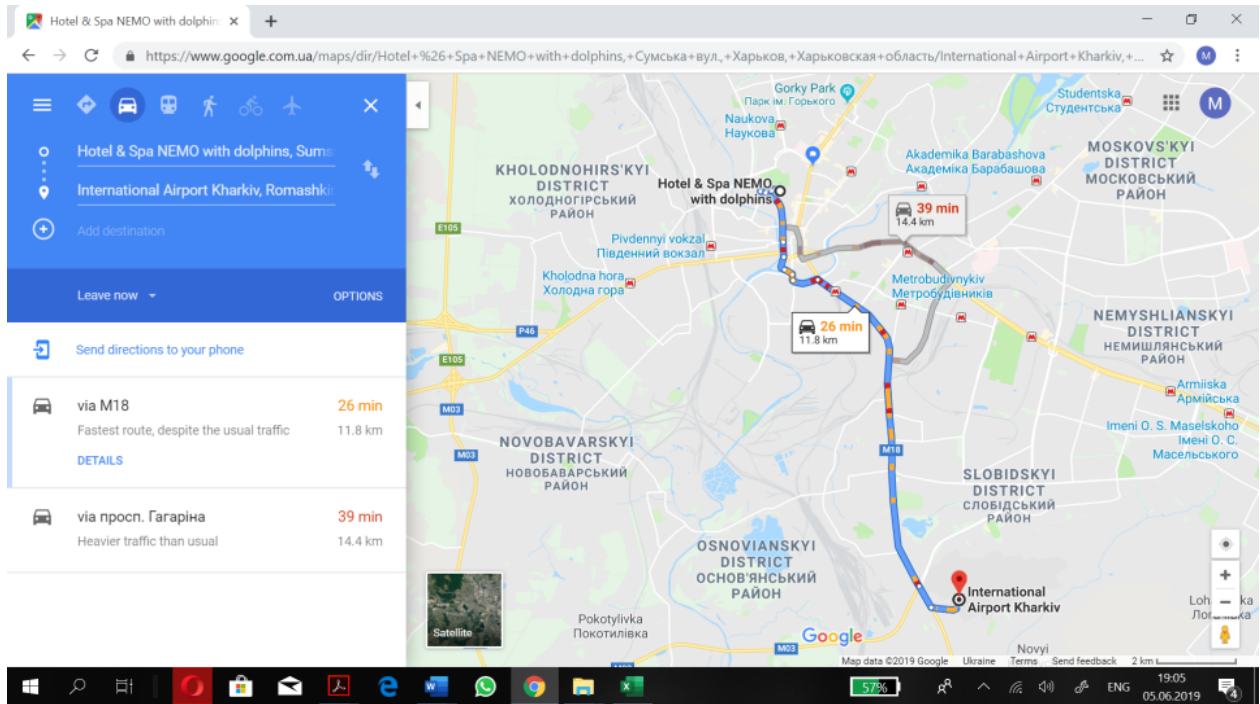 Hotel & Spa NEMO with dolphin
https://www.google.com.ua/maps/dir/Hotel+%26+Spa+NEMO+with+dolphins,+Сумська+вул.,+Харьков,+Харьковская+область/International+Airport+Kharkiv,+...
M
Hotel & Spa NEMO with dolphins, Sums
International Airport Kharkiv, Romashki
Add destination
Leave now
OPTIONS
Send directions to your phone
via M18
26 min
Fastest route, despite the usual traffic
11.8 km
DETAILS
via просп. Гагаріна
39 min
Heavier traffic than usual
14.4 km
Satellite
Gorky Park
Парк ім. Горького
Naukova
Наукова
Studentska
Студентська
M
Akademika Barabashova
Академіка Барабашова
MOSKOVS'KYI
DISTRICT
МОСКОВСЬКИЙ
РАЙОН
KHOLODNOHIRS'KYI
DISTRICT
ХОЛОДНОГІРСЬКИЙ
РАЙОН
Hotel & Spa NEMO
with dolphins
39 min
14.4 km
E105
Pivdennyi vokzal
Південний вокзал
Kholodna hora
Холодна гора
Metrobudivnykiv
Метробудівників
26 min
11.8 km
P46
E105
NEMYSHLIANSKYI
DISTRICT
НЕМИШЛЯНСЬКИЙ
РАЙОН
Armiiska
Армійська
M03
Imeni O. S. Maselskoho
Імені О. С.
Масельського
NOVOBAVARSKYI
DISTRICT
НОВОБАВАРСЬКИЙ
РАЙОН
M03
M18
SLOBIDSKYI
DISTRICT
СЛОБІДСЬКИЙ
РАЙОН
OSNOVIANSKYI
DISTRICT
ОСНОВ'ЯНСЬКИЙ
РАЙОН
International
Airport Kharkiv
Pokotylivka
Покотилівка
Google
M03
Novyi
Map data ©2019 Google Ukraine Terms Send feedback 2 km
57%
ENG
19:05
05.06.2019
4